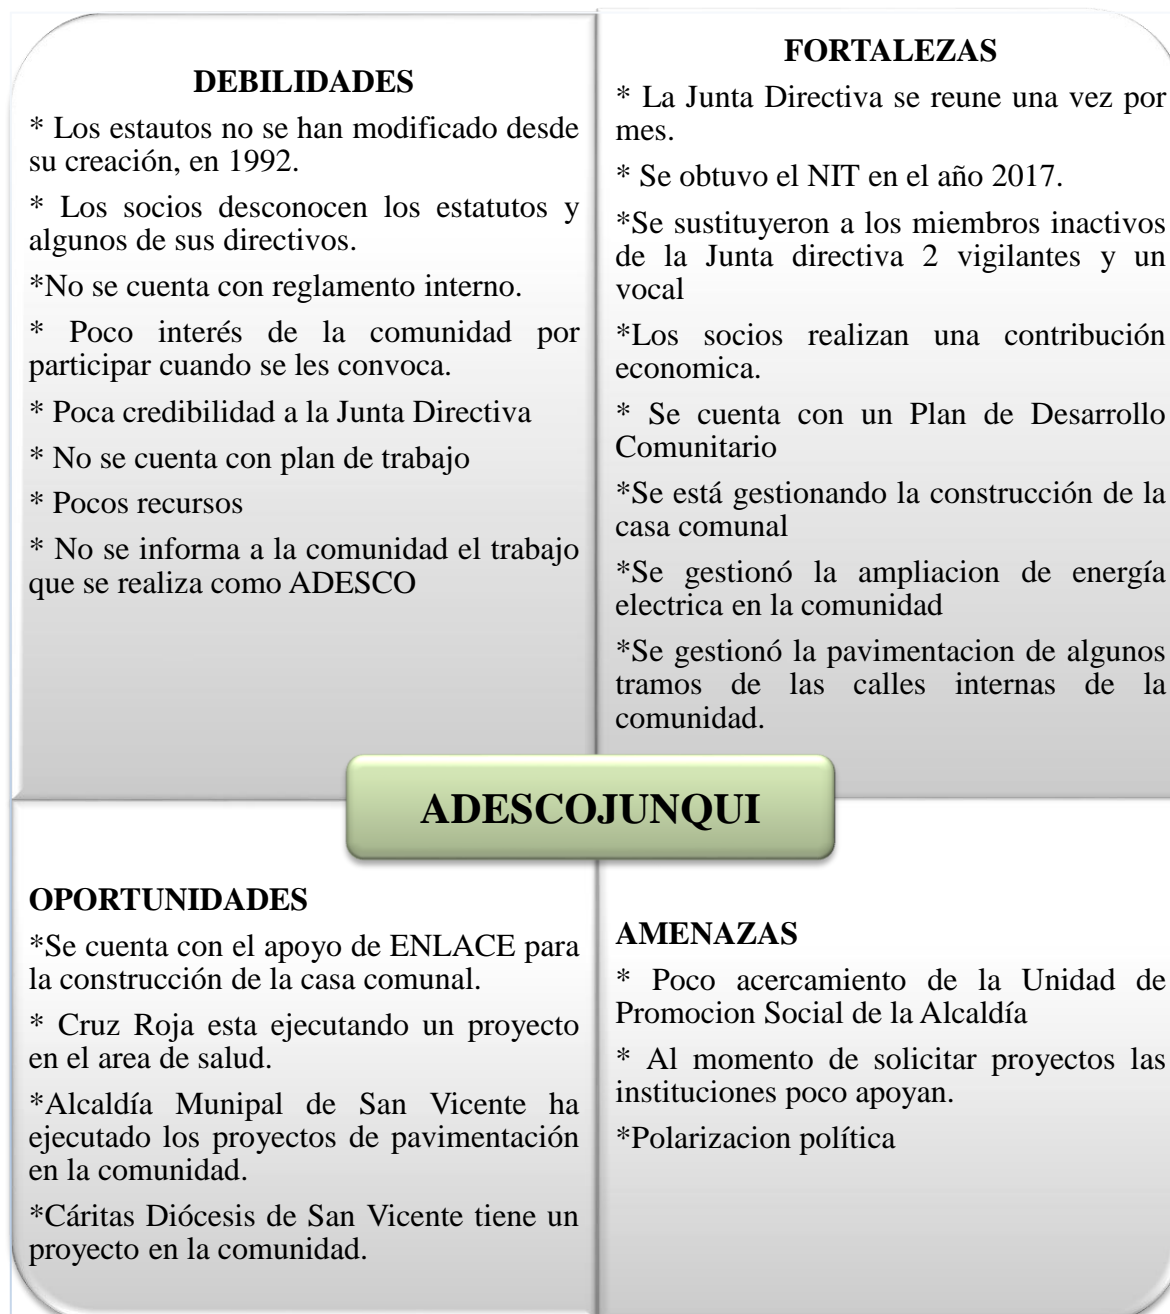 DEBILIDADES
* Los estautos no se han modificado desde
su creación, en 1992.
* Los socios desconocen los estatutos y
algunos de sus directivos.
*No se cuenta con reglamento interno.
* Poco interés de la comunidad por
participar cuando se les convoca.
* Poca credibilidad a la Junta Directiva
* No se cuenta con plan de trabajo
* Pocos recursos
* No se informa a la comunidad el trabajo
que se realiza como ADESCO
FORTALEZAS
* La Junta Directiva se reune una vez por
mes.
* Se obtuvo el NIT en el año 2017.
*Se sustituyeron a los miembros inactivos
de la Junta directiva 2 vigilantes y un
vocal
*Los socios realizan una contribución
economica.
* Se cuenta con un Plan de Desarrollo
Comunitario
*Se está gestionando la construcción de la
casa comunal
*Se gestionó la ampliacion de energía
electrica en la comunidad
*Se gestionó la pavimentacion de algunos
tramos de las calles internas de la
comunidad.
ADESCOJUNQUI
OPORTUNIDADES
*Se cuenta con el apoyo de ENLACE para
la construcción de la casa comunal.
* Cruz Roja esta ejecutando un proyecto
en el area de salud.
*Alcaldía Munipal de San Vicente ha
ejecutado los proyectos de pavimentación
en la comunidad.
*Cáritas Diócesis de San Vicente tiene un
proyecto en la comunidad.
AMENAZAS
* Poco acercamiento de la Unidad de
Promocion Social de la Alcaldía
* Al momento de solicitar proyectos las
instituciones poco apoyan.
*Polarizacion política